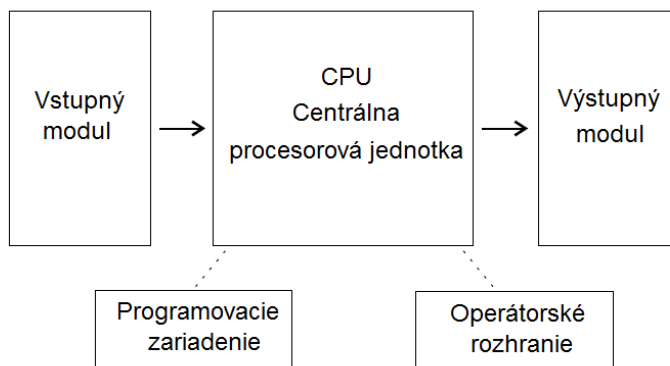 Vstupný
modul
CPU
Centrálna
procesorová jednotka
Výstupný
modul
Programovacie
zariadenie
Operátorské
rozhranie